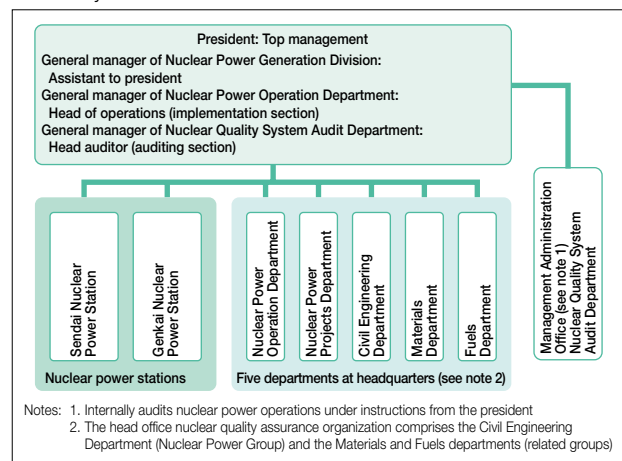 President: Top management
General manager of Nuclear Power Generation Division:
Assistant to president
General manager of Nuclear Power Operation Department:
Head of operations (implementation section)
General manager of Nuclear Quality System Audit Department:
Head auditor (auditing section)
Sendai Nuclear
Power Station
Genkai Nuclear
Power Station
Nuclear power stations
Nuclear Power
Operation Department
Nuclear Power
Projects Department
Civil Engineering
Department
Materials
Department
Fuels
Department
Five departments at headquarters (see note 2)
Management Administration
Office (see note 1)
Nuclear Quality System
Audit Department
Notes: 1. Internally audits nuclear power operations under instructions from the president
2. The head office nuclear quality assurance organization comprises the Civil Engineering
Department (Nuclear Power Group) and the Materials and Fuels departments (related groups)